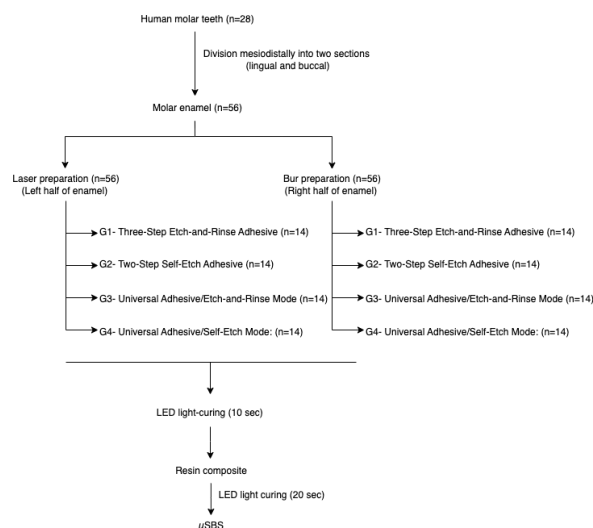 Human molar teeth (n=28)
Division mesiodistally into two sections
(lingual and buccal)
Molar enamel (n=56)
Laser preparation (n=56)
(Left half of enamel)
Bur preparation (n=56)
(Right half of enamel)
G1- Three-Step Etch-and-Rinse Adhesive (n=14)
G2- Two-Step Self-Etch Adhesive (n=14)
G3- Universal Adhesive/Etch-and-Rinse Mode (n=14)
G4- Universal Adhesive/Self-Etch Mode: (n=14)
G1- Three-Step Etch-and-Rinse Adhesive (n=14)
G2- Two-Step Self-Etch Adhesive (n=14)
G3- Universal Adhesive/Etch-and-Rinse Mode (n=14)
G4- Universal Adhesive/Self-Etch Mode: (n=14)
LED light-curing (10 sec)
Resin composite
LED light curing (20 sec)
µSBS